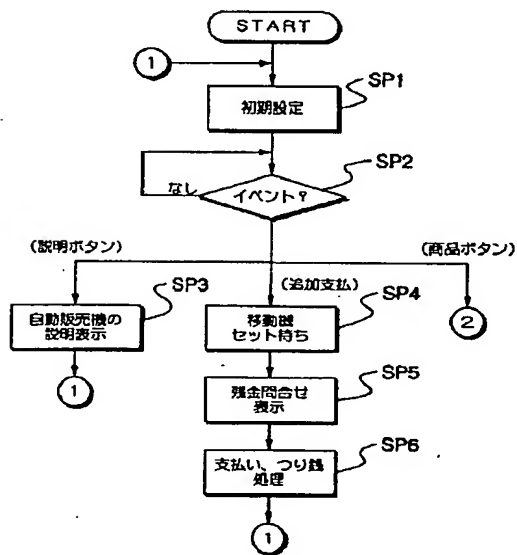 START
1
SP1
初期設定
SP2
なし
イベント?
(説明ボタン)
(商品ボタン)
SP3
(追加支払)
SP4
自動販売機の
説明表示
移動機
セット待ち
2
1
SP5
残金問合せ
表示
SP6
支払い、つり銭
処理
1